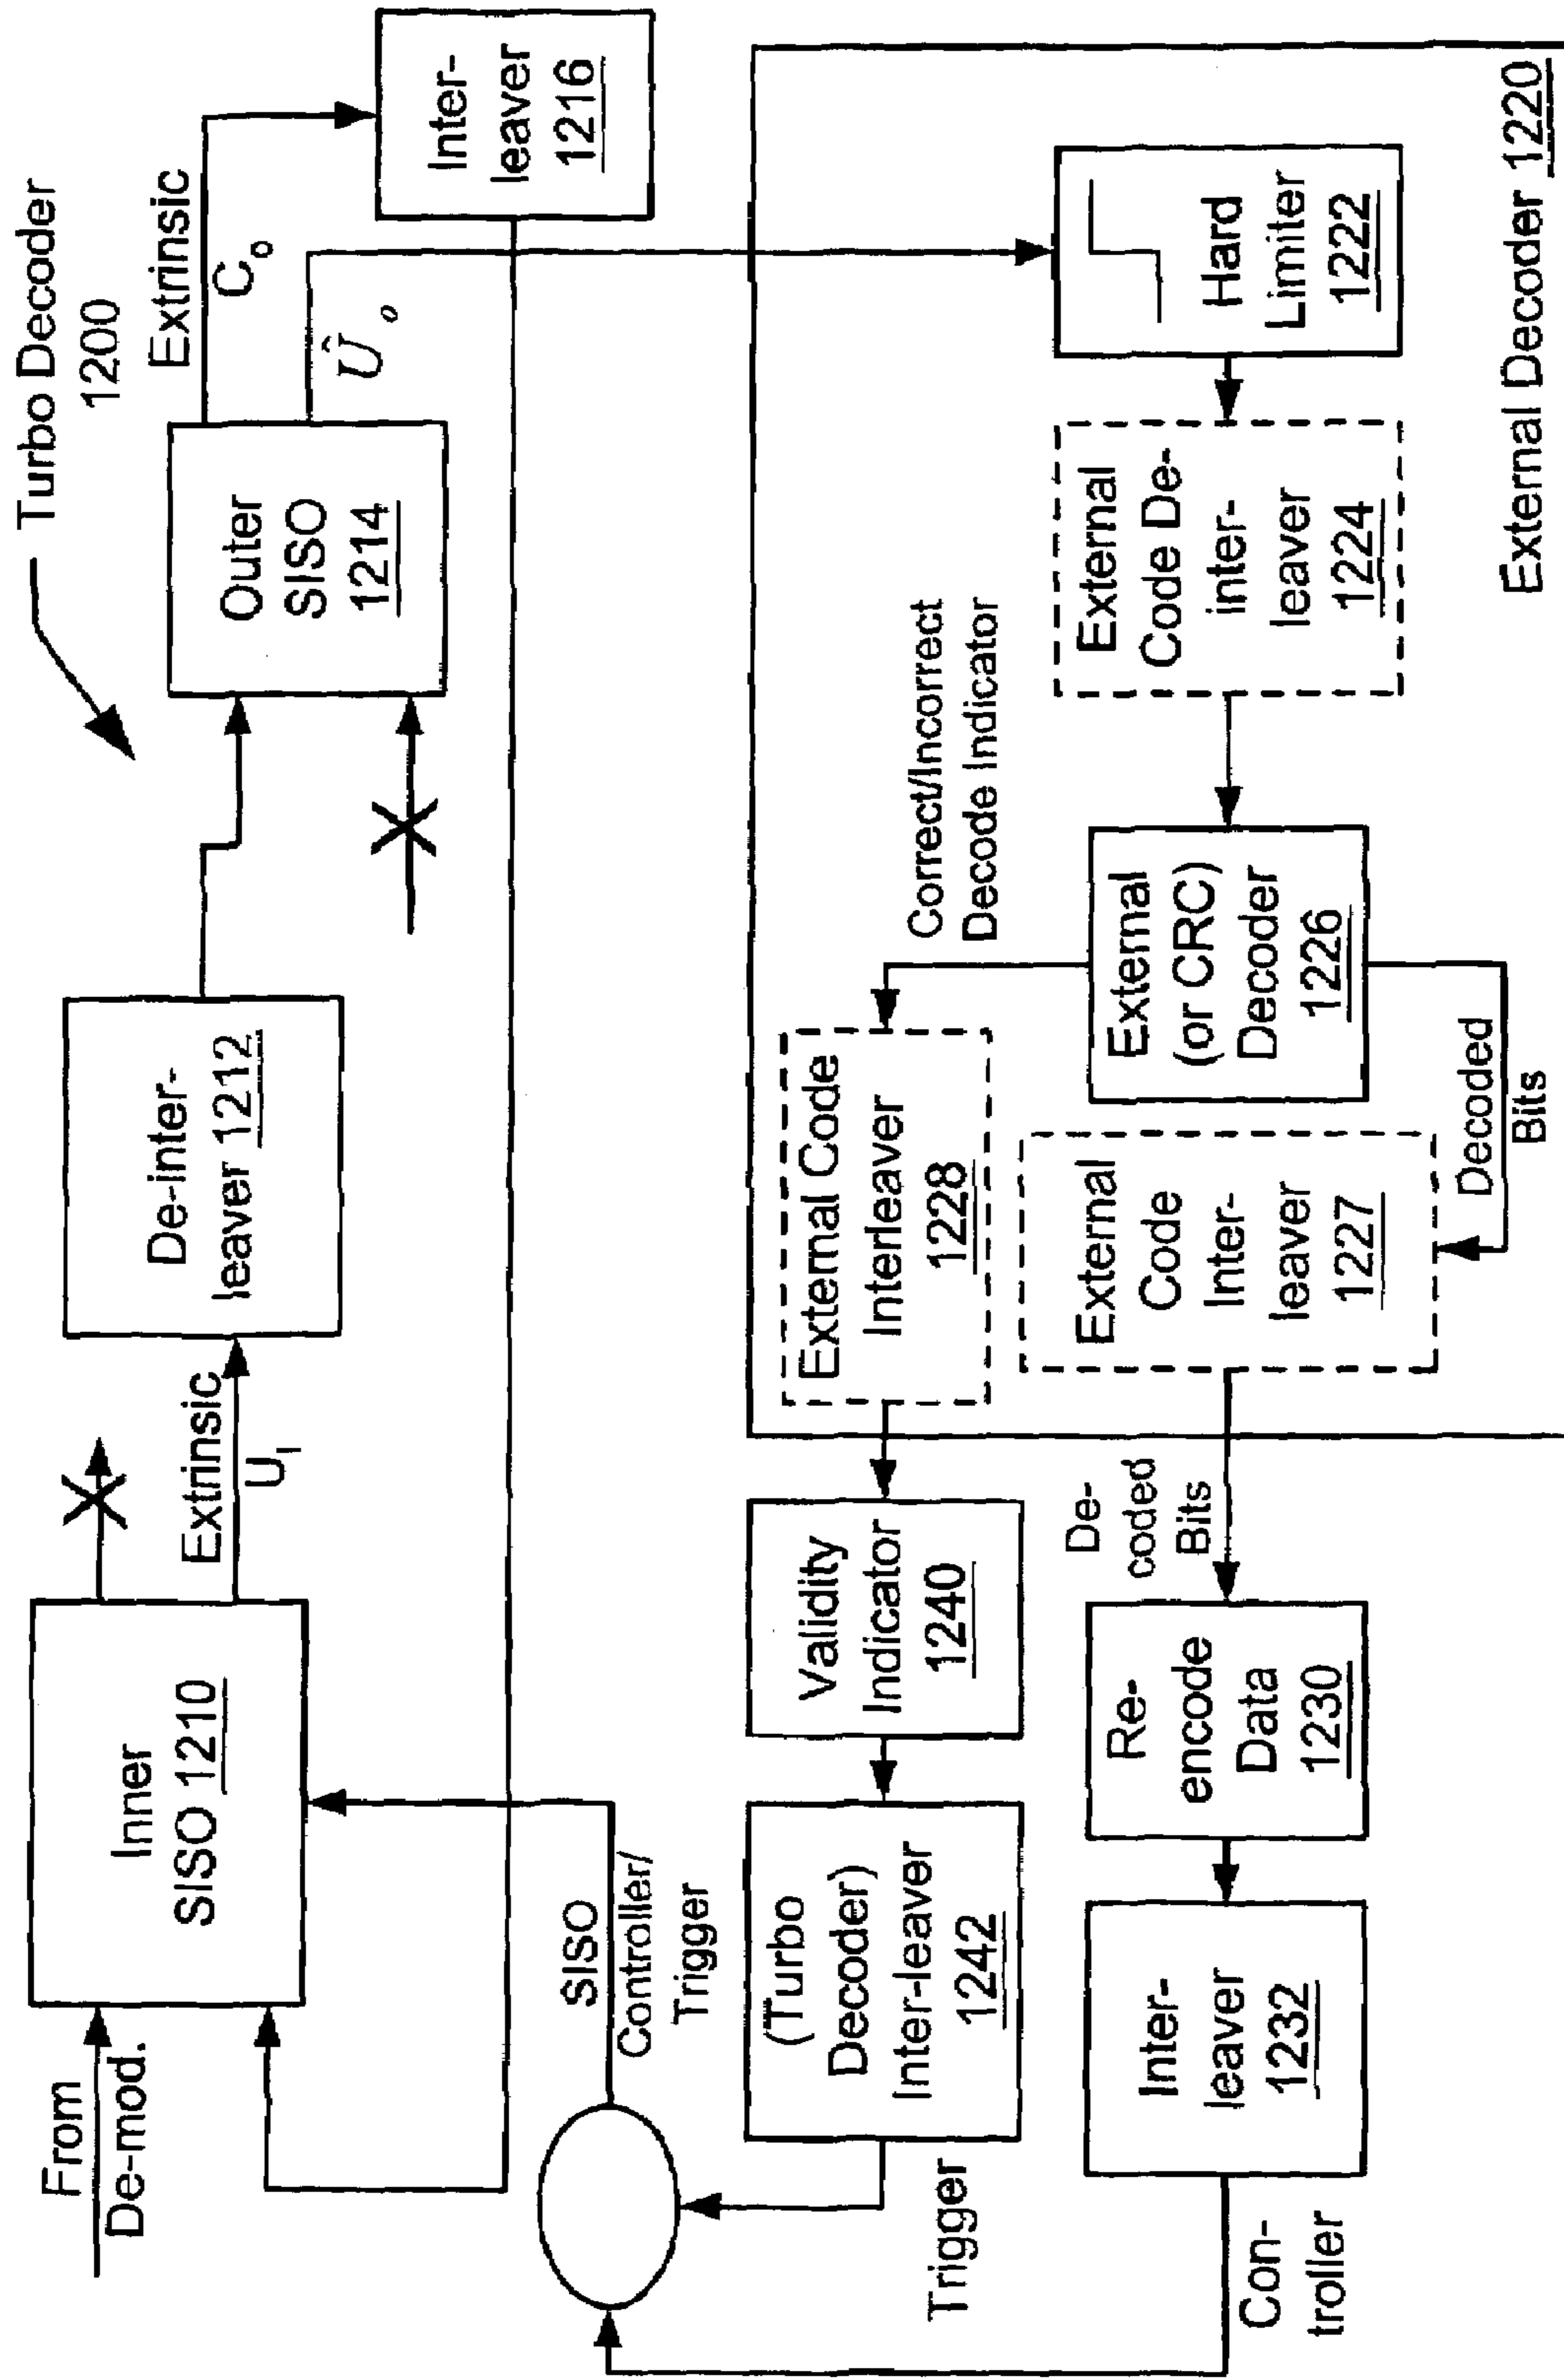 Turbo Decoder
1200
From
De-mod.
Inner
SISO 1210
Extrinsic
U_I
De-inter-
leaver 1212
Outer
SISO
1214
Extrinsic
C_o
Û_o
Inter-
leaver
1216
SISO
Controller/
Trigger
(Turbo
Decoder)
Inter-leaver
1242
Trigger
Validity
Indicator
1240
External Code
Interleaver
1228
Correct/Incorrect
Decode Indicator
Hard
Limiter
1222
External
Code De-
inter-
leaver
1224
External
(or CRC)
Decoder
1226
Decoded
Bits
External
Code
Inter-
leaver
1227
De-
coded
Bits
Re-
encode
Data
1230
Inter-
leaver
1232
Con-
troller
External Decoder 1220